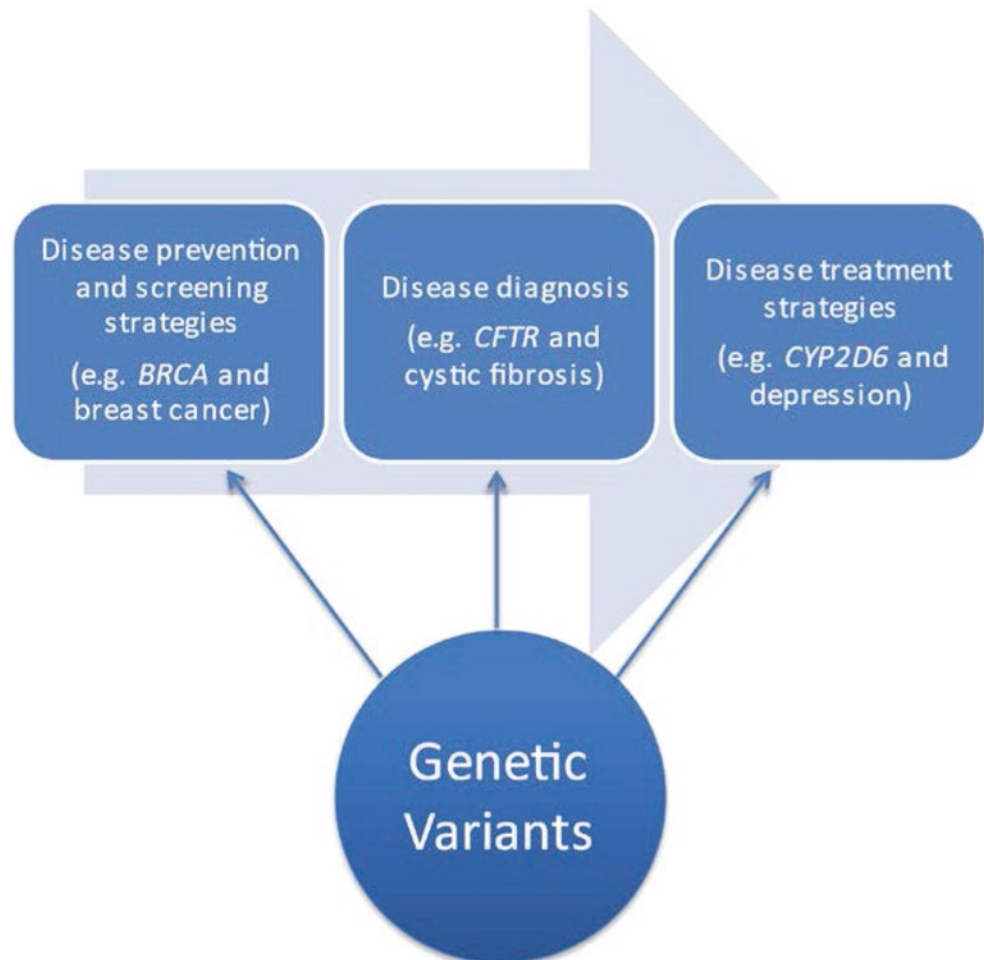 Disease prevention
and screening
strategies
(e.g. BRCA and
breast cancer)
Disease diagnosis
(e.g. CFTR and
cystic fibrosis)
Disease treatment
strategies
(e.g. CYP2D6 and
depression)
Genetic
Variants